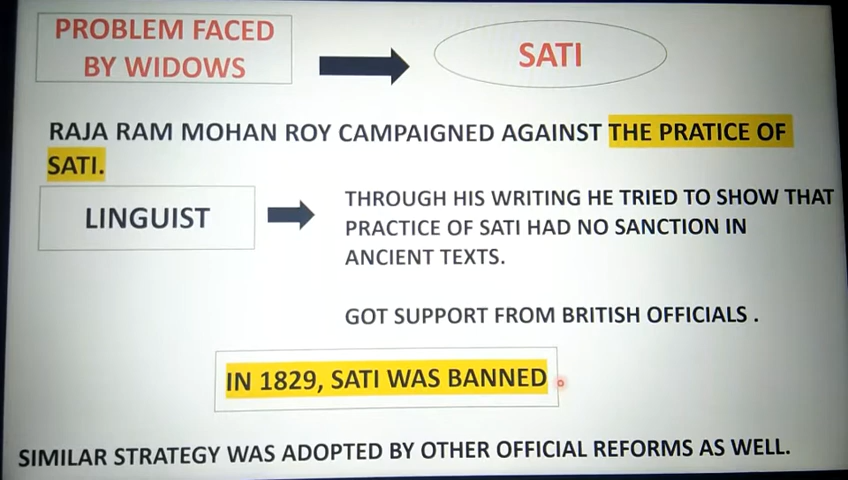 PROBLEM FACED
BY WIDOWS
SATI
RAJA RAM MOHAN ROY CAMPAIGNED AGAINST THE PRATICE OF
SATI.
LINGUIST
THROUGH HIS WRITING HE TRIED TO SHOW THAT
PRACTICE OF SATI HAD NO SANCTION IN
ANCIENT TEXTS.
GOT SUPPORT FROM BRITISH OFFICIALS .
IN 1829, SATI WAS BANNED
SIMILAR STRATEGY WAS ADOPTED BY OTHER OFFICIAL REFORMS AS WELL.